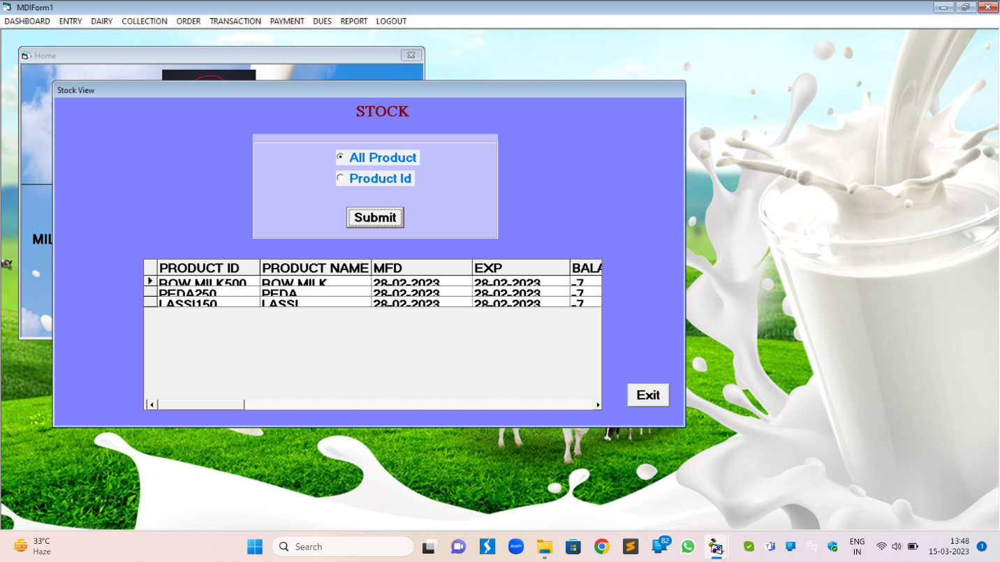 MDIForm1
DASHBOARD ENTRY DAIRY COLLECTION ORDER TRANSACTION PAYMENT DUES REPORT LOGOUT
Home
Stock View
STOCK
All Product
Product Id
Submit
MIL
PRODUCT ID PRODUCT NAME MFD EXP BALA
ROW MILK500 ROW MILK 28-02-2023 28-02-2023 -7
PEDA250 PEDA 28-02-2023 28-02-2023 -7
LASSI150 LASSI 28-02-2023 28-02-2023 -7
Exit
33°C
Haze
Search
zoom
82
ENG
IN
13:48
15-03-2023
1